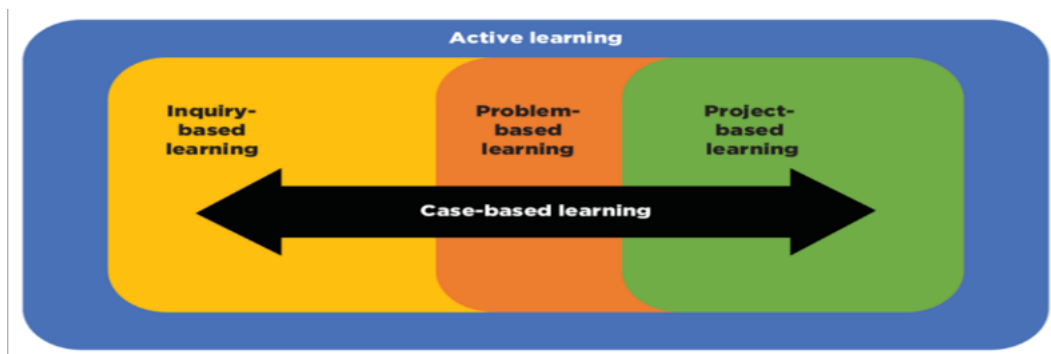 Active learning
Inquiry-
based
learning
Problem-
based
learning
Project-
based
learning
Case-based learning